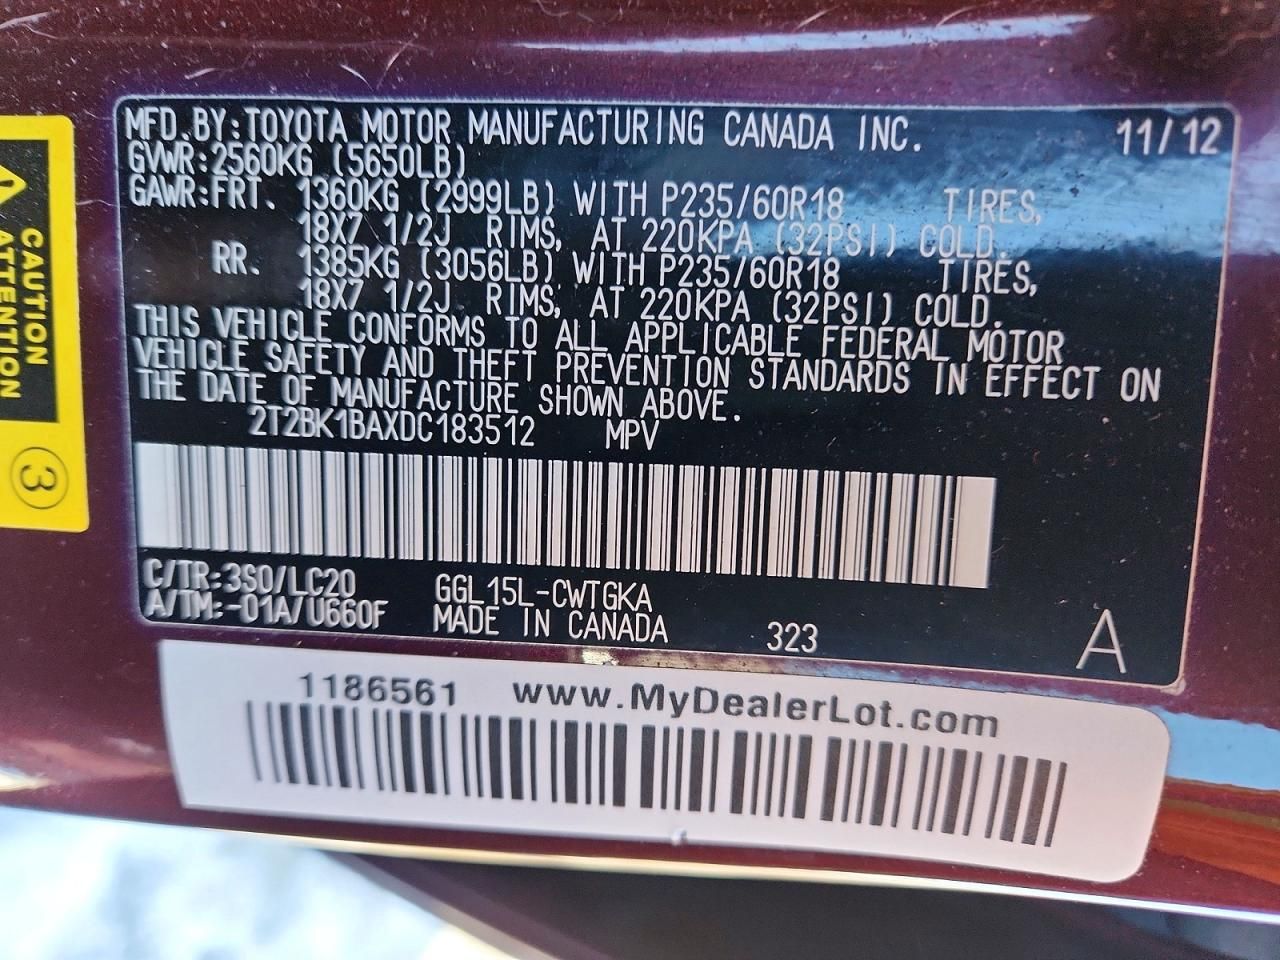 MFD.BY:TOYOTA MOTOR MANUFACTURING CANADA INC. 11/12
GVWR:2560KG (5650LB)
GAWR:FRT. 1360KG (2999LB) WITH P235/60R18 TIRES,
18X7 1/2J RIMS, AT 220KPA (32PSI) COLD.
RR. 1385KG (3056LB) WITH P235/60R18 TIRES,
18X7 1/2J RIMS, AT 220KPA (32PSI) COLD.
THIS VEHICLE CONFORMS TO ALL APPLICABLE FEDERAL MOTOR
VEHICLE SAFETY AND THEFT PREVENTION STANDARDS IN EFFECT ON
THE DATE OF MANUFACTURE SHOWN ABOVE.
2T2BK1BAXDC183512 MPV
C/TR:3S0/LC20 GGL15L-CWTGKA
A/TM:-01A/U660F MADE IN CANADA 323 A
1186561 www.MyDealerLot.com
CAUTION
ATTENTION
3